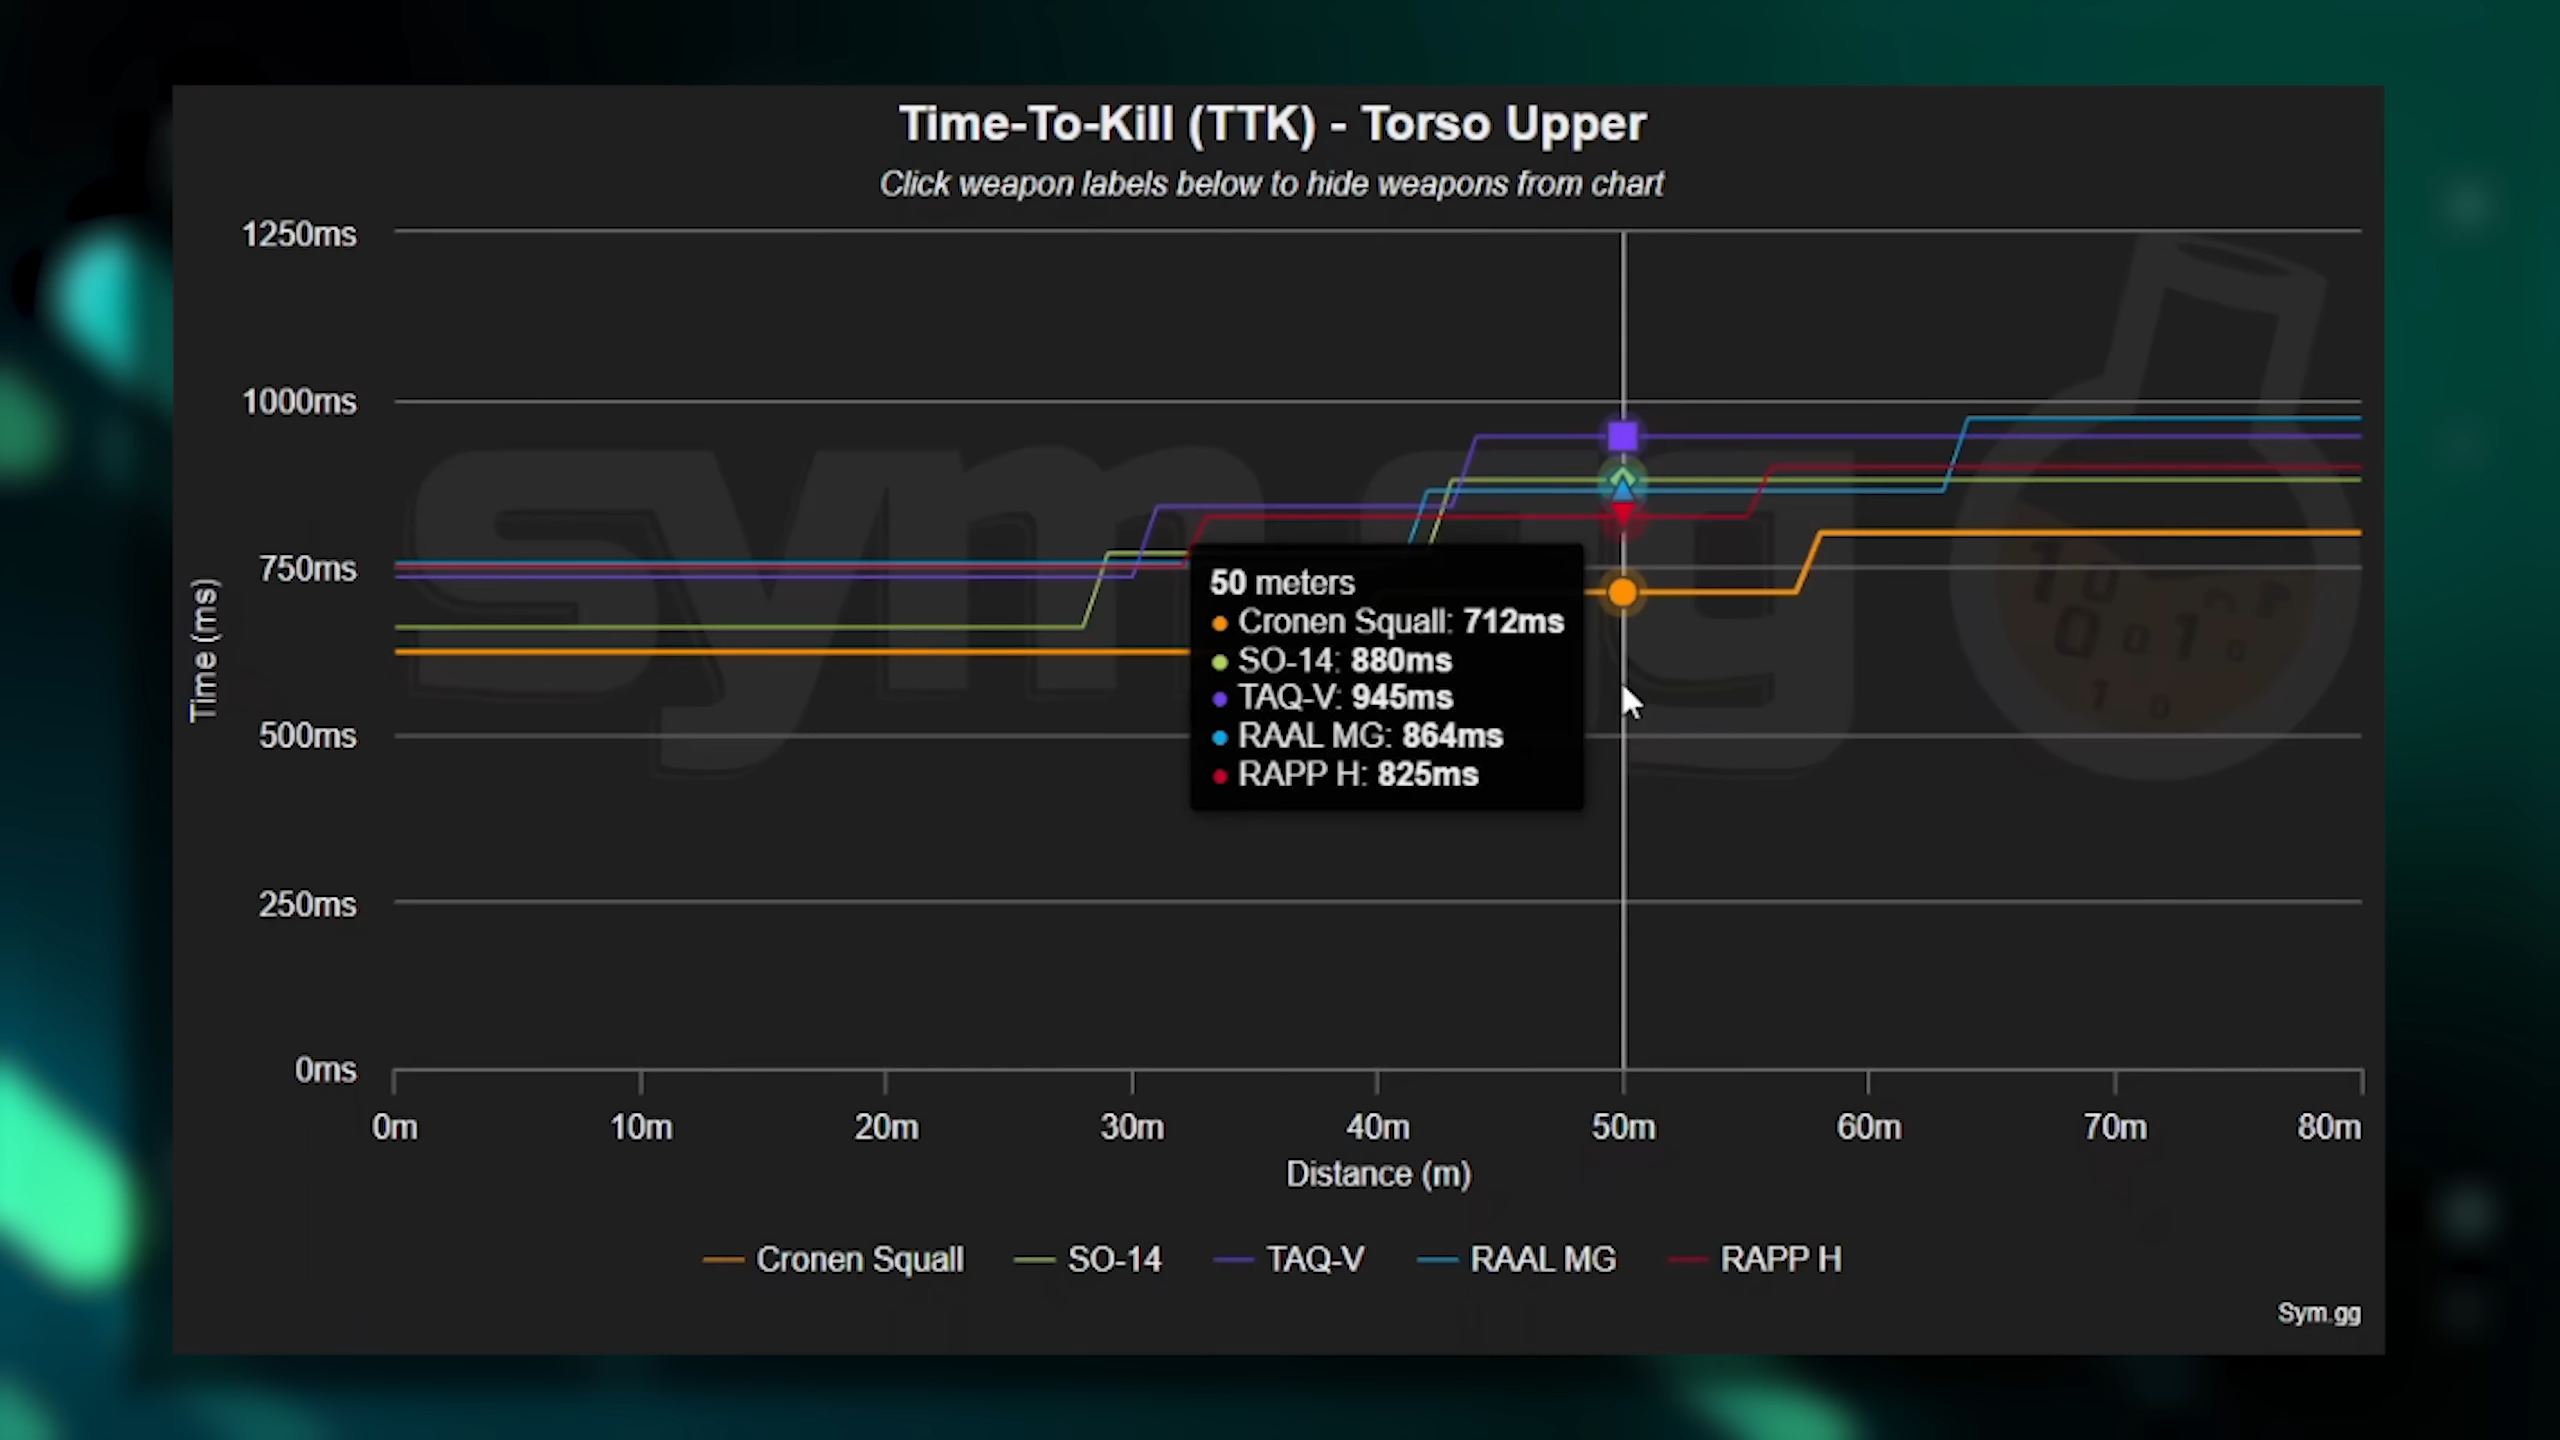 Time-To-Kill (TTK) - Torso Upper
Click weapon labels below to hide weapons from chart
1250ms
1000ms
750ms
500ms
250ms
0ms
Time (ms)
sym.gg
50 meters
Cronen Squall: 712ms
SO-14: 880ms
TAQ-V: 945ms
RAAL MG: 864ms
RAPP H: 825ms
0m 10m 20m 30m 40m 50m 60m 70m 80m
Distance (m)
Cronen Squall SO-14 TAQ-V RAAL MG RAPP H
Sym.gg